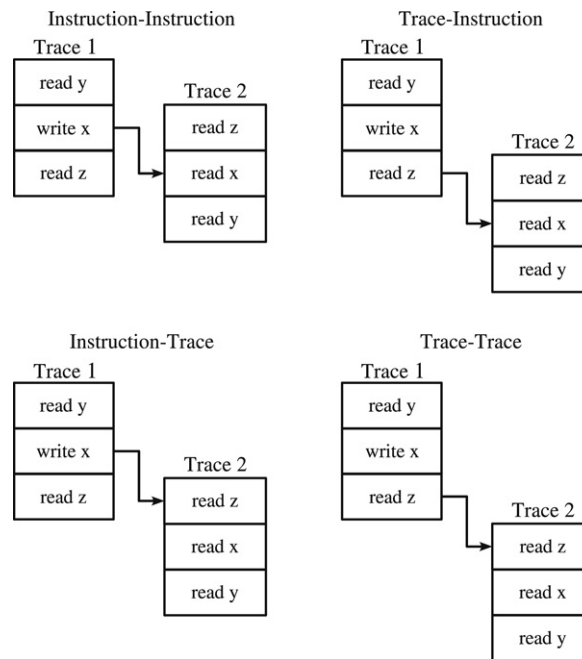 Instruction-Instruction
Trace 1
read y
write x
read z
Trace 2
read z
read x
read y
Trace-Instruction
Trace 1
read y
write x
read z
Trace 2
read z
read x
read y
Instruction-Trace
Trace 1
read y
write x
read z
Trace 2
read z
read x
read y
Trace-Trace
Trace 1
read y
write x
read z
Trace 2
read z
read x
read y